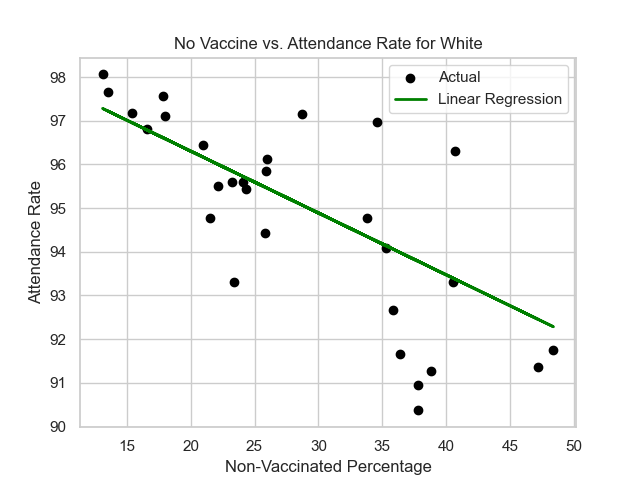 No Vaccine vs. Attendance Rate for White
Actual
Linear Regression
98
97
96
95
94
93
92
91
90
Attendance Rate
15 20 25 30 35 40 45 50
Non-Vaccinated Percentage